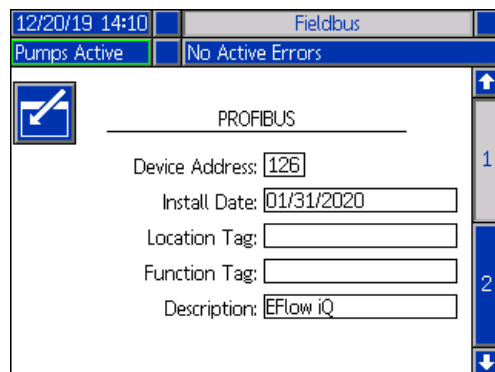 12/20/19 14:10 Fieldbus
Pumps Active No Active Errors
PROFIBUS
1
Device Address: 126
Install Date: 01/31/2020
Location Tag:
Function Tag:
2
Description: EFlow iQ